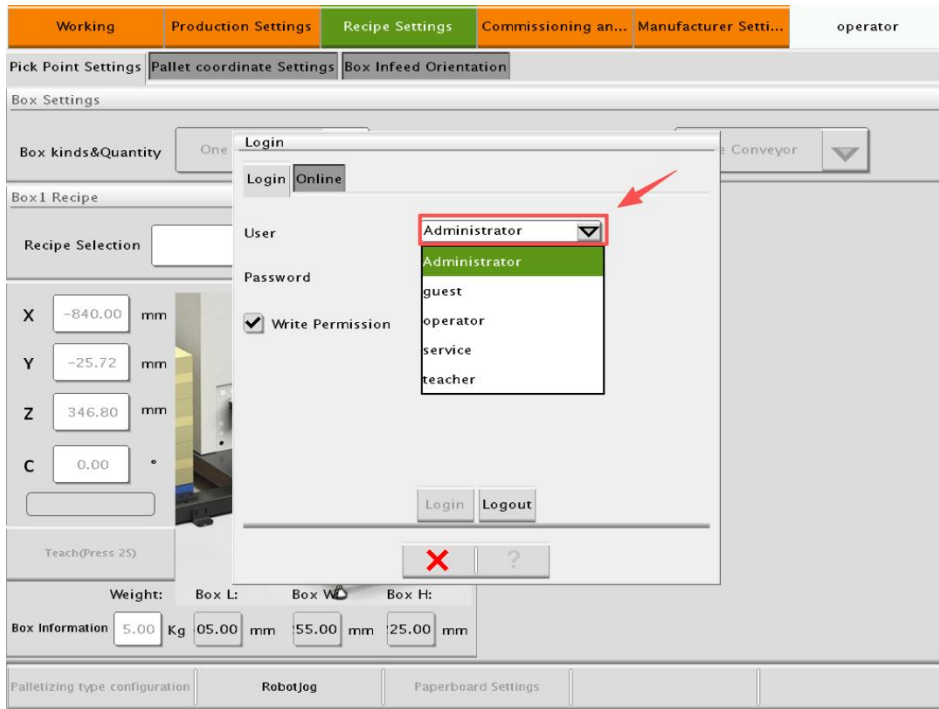 Working Production Settings Recipe Settings Commissioning an... Manufacturer Setti... operator
Pick Point Settings Pallet coordinate Settings Box Infeed Orientation
Box Settings
Box kinds&Quantity One Conveyor
Login
Login Online
Box1 Recipe
Recipe Selection
User Administrator
Administrator
Password
guest
Write Permission operator
service
teacher
X -840.00 mm
Y -25.72 mm
Z 346.80 mm
C 0.00 °
Login Logout
Teach(Press 2S)
?
Weight: Box L: Box W: Box H:
Box Information 5.00 Kg 05.00 mm 55.00 mm 25.00 mm
Palletizing type configuration RobotJog Paperboard Settings